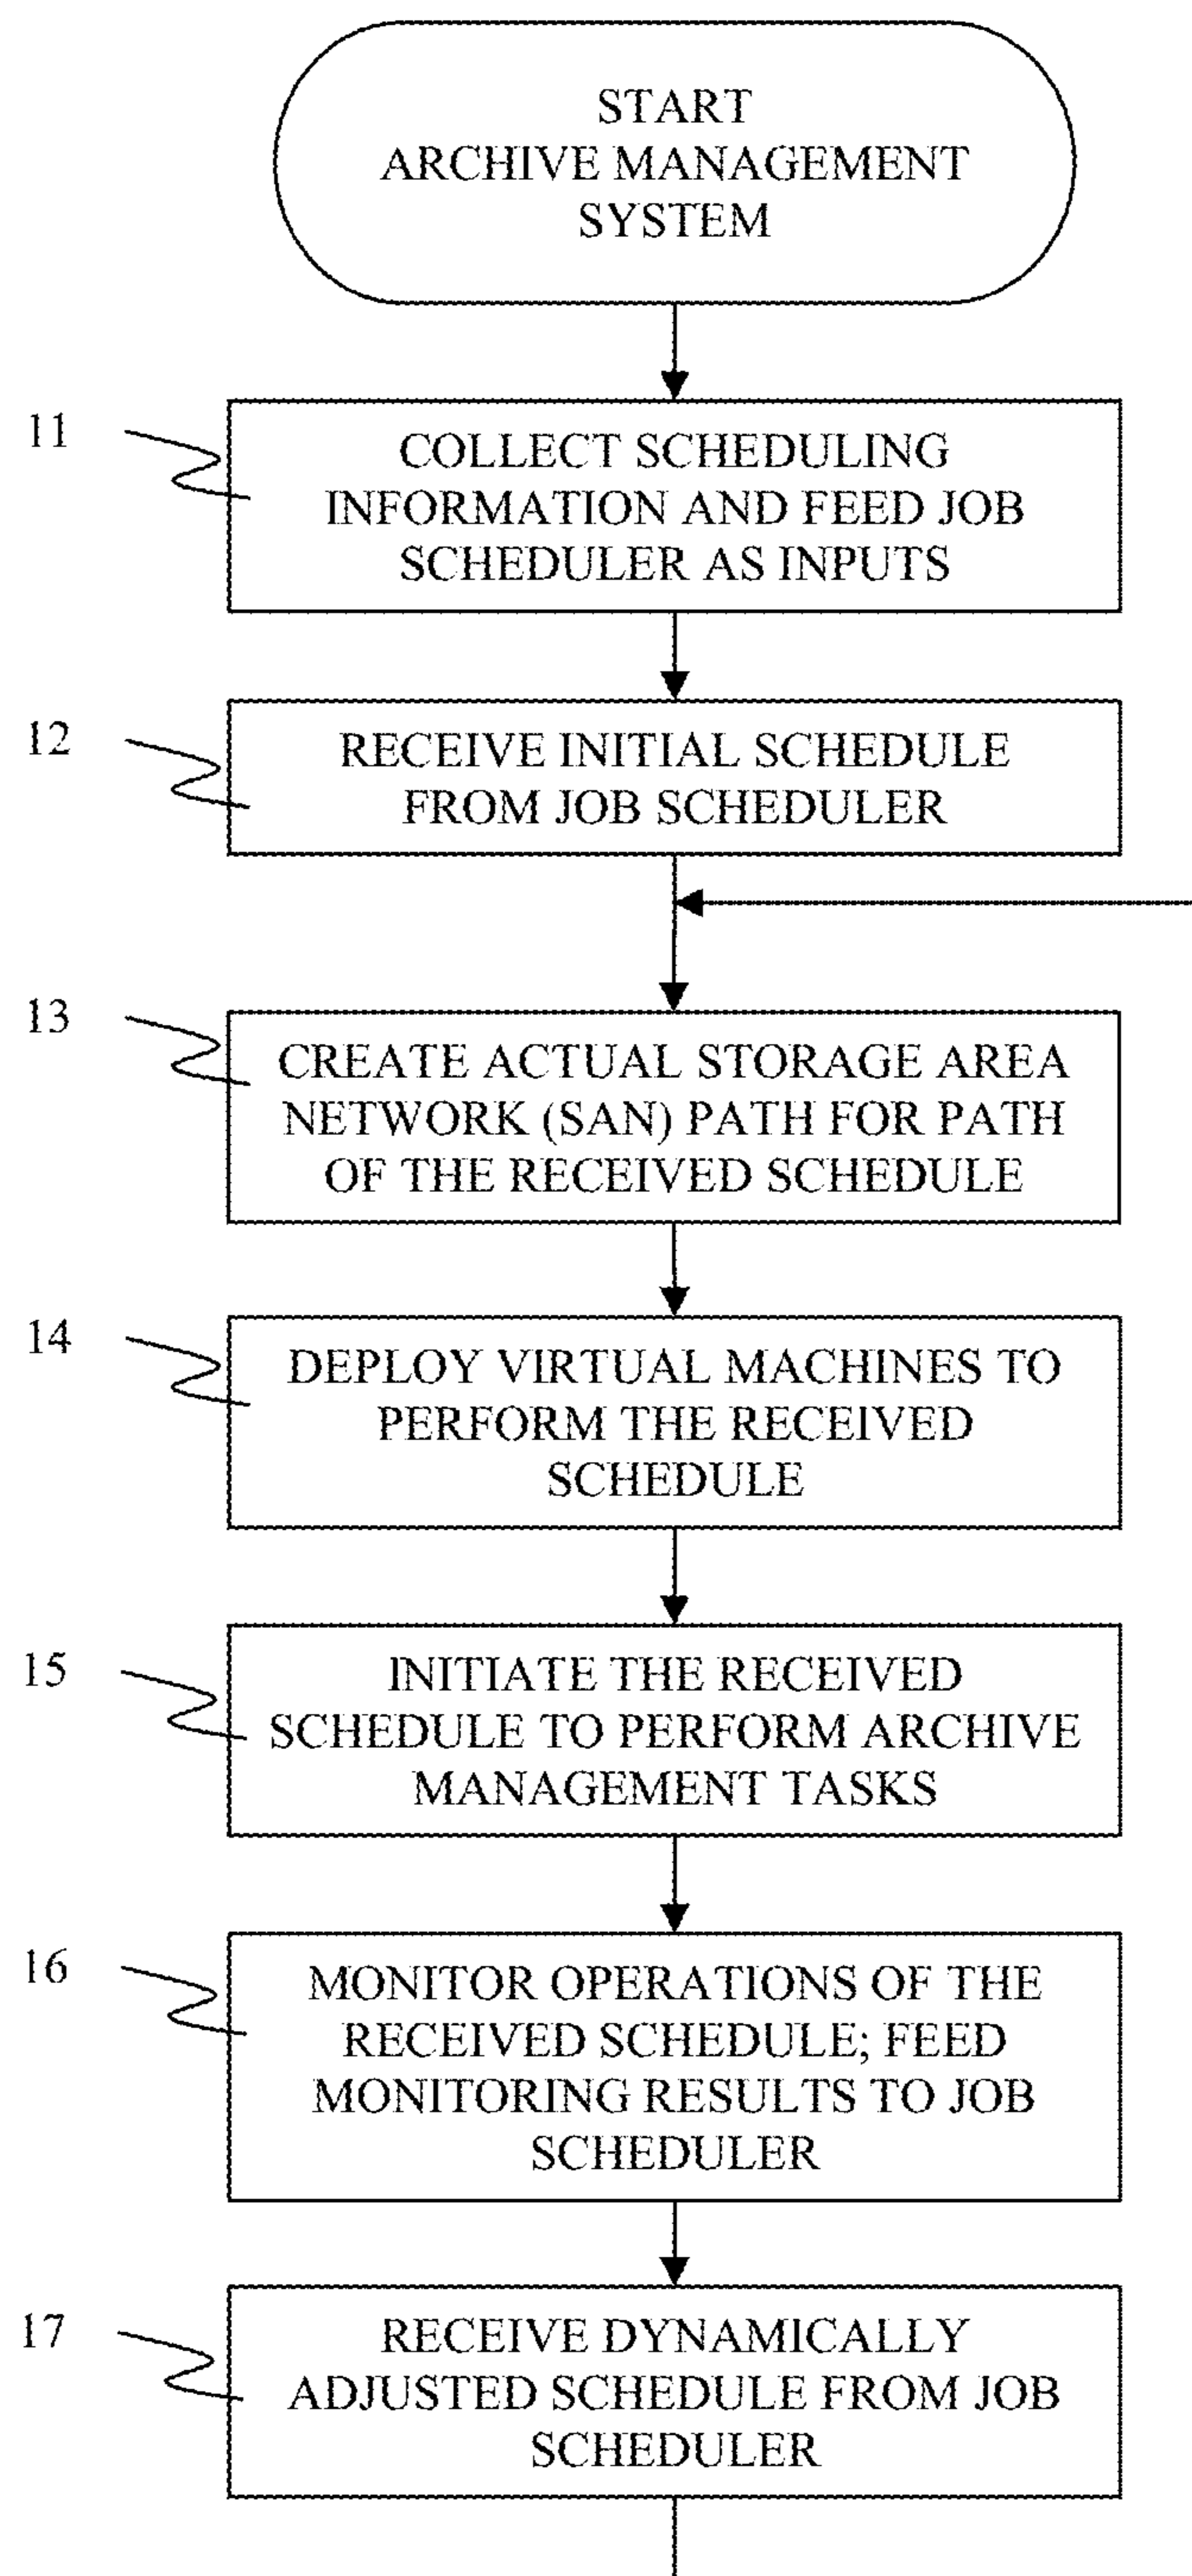 START
ARCHIVE MANAGEMENT
SYSTEM
11
COLLECT SCHEDULING
INFORMATION AND FEED JOB
SCHEDULER AS INPUTS
12
RECEIVE INITIAL SCHEDULE
FROM JOB SCHEDULER
13
CREATE ACTUAL STORAGE AREA
NETWORK (SAN) PATH FOR PATH
OF THE RECEIVED SCHEDULE
14
DEPLOY VIRTUAL MACHINES TO
PERFORM THE RECEIVED
SCHEDULE
15
INITIATE THE RECEIVED
SCHEDULE TO PERFORM ARCHIVE
MANAGEMENT TASKS
16
MONITOR OPERATIONS OF THE
RECEIVED SCHEDULE; FEED
MONITORING RESULTS TO JOB
SCHEDULER
17
RECEIVE DYNAMICALLY
ADJUSTED SCHEDULE FROM JOB
SCHEDULER